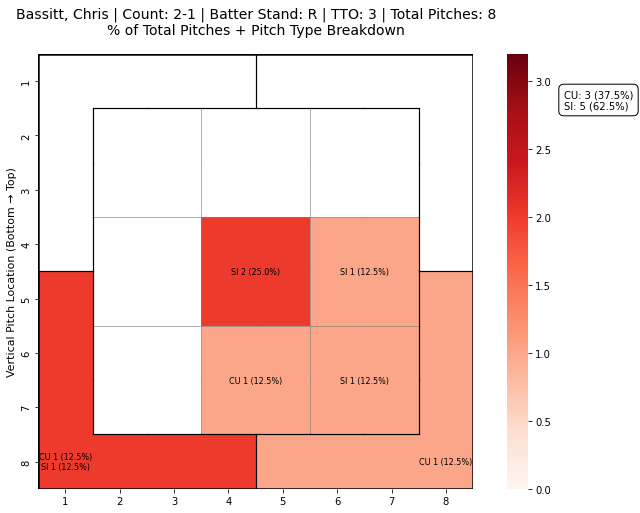 Bassitt, Chris | Count: 2-1 | Batter Stand: R | TTO: 3 | Total Pitches: 8
% of Total Pitches + Pitch Type Breakdown
CU: 3 (37.5%)
SI: 5 (62.5%)
Vertical Pitch Location (Bottom → Top)
1
2
3
4
5
6
7
8
SI 2 (25.0%)
SI 1 (12.5%)
CU 1 (12.5%)
SI 1 (12.5%)
CU 1 (12.5%)
SI 1 (12.5%)
CU 1 (12.5%)
1 2 3 4 5 6 7 8
3.0
2.5
2.0
1.5
1.0
0.5
0.0